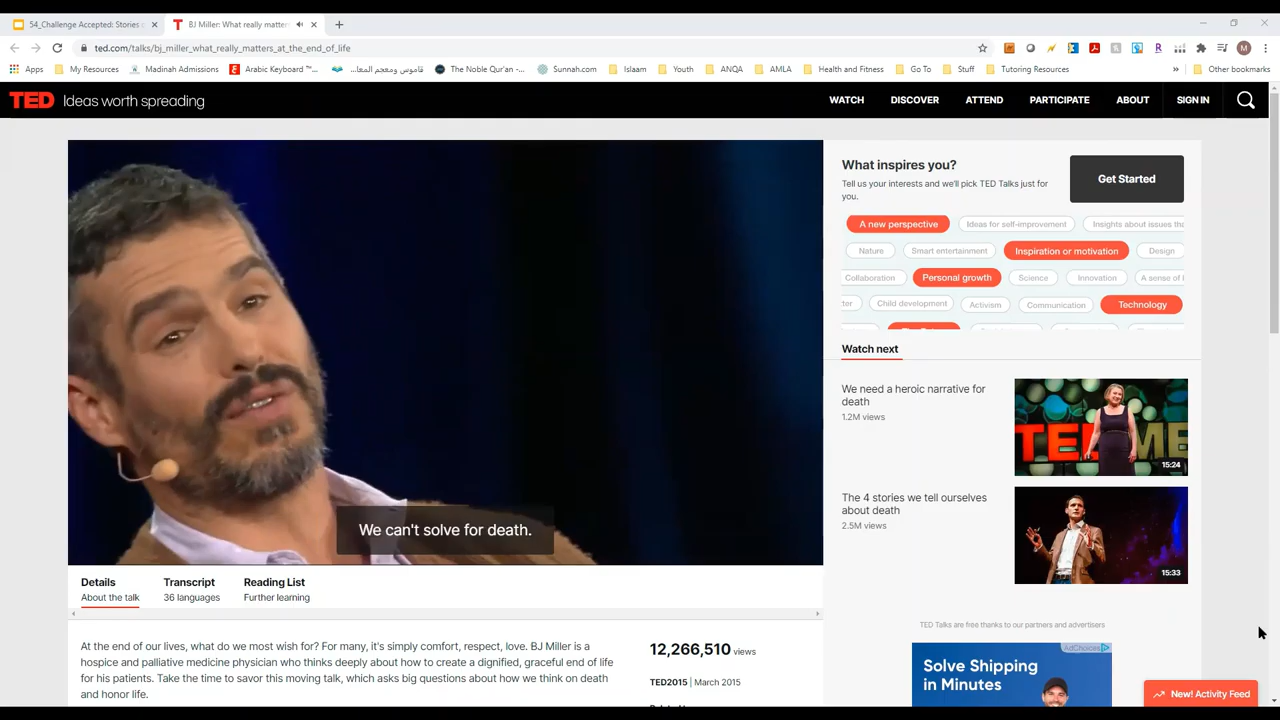 54_Challenge Accepted: Stories o
BJ Miller: What really matters
ted.com/talks/bj_miller_what_really_matters_at_the_end_of_life
Apps
My Resources
Madinah Admissions
Arabic Keyboard ™...
قاموس ومعجم المعا...
The Noble Qur'an -...
Sunnah.com
Islaam
Youth
ANQA
AMLA
Health and Fitness
Go To
Stuff
Tutoring Resources
»
Other bookmarks
TED Ideas worth spreading
WATCH
DISCOVER
ATTEND
PARTICIPATE
ABOUT
SIGN IN
We can't solve for death.
What inspires you?
Tell us your interests and we'll pick TED Talks just for
you.
Get Started
A new perspective
Ideas for self-improvement
Insights about issues tha
Nature
Smart entertainment
Inspiration or motivation
Design
Collaboration
Personal growth
Science
Innovation
A sense of
ter
Child development
Activism
Communication
Technology
Watch next
We need a heroic narrative for
death
1.2M views
15:24
The 4 stories we tell ourselves
about death
2.5M views
15:33
TED Talks are free thanks to our partners and advertisers
AdChoices
Solve Shipping
in Minutes
New! Activity Feed
Details
About the talk
Transcript
36 languages
Reading List
Further learning
At the end of our lives, what do we most wish for? For many, it's simply comfort, respect, love. BJ Miller is a
hospice and palliative medicine physician who thinks deeply about how to create a dignified, graceful end of life
for his patients. Take the time to savor this moving talk, which asks big questions about how we think on death
and honor life.
12,266,510 views
TED2015 | March 2015